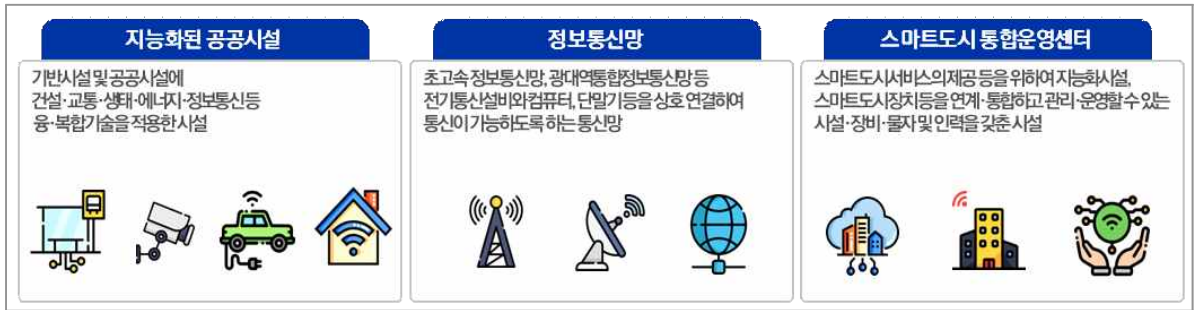 지능화된 공공시설
기반시설 및 공공시설에
건설·교통·생태·에너지·정보통신 등
융·복합기술을 적용한 시설
정보통신망
초고속 정보통신망, 광대역통합정보통신망 등
전기통신설비와 컴퓨터, 단말기 등을 상호 연결하여
통신이 가능하도록 하는 통신망
스마트도시 통합운영센터
스마트도시서비스의 제공 등을 위하여 지능화시설,
스마트도시장치 등을 연계·통합하고 관리·운영할 수 있는
시설·장비·물자 및 인력을 갖춘 시설